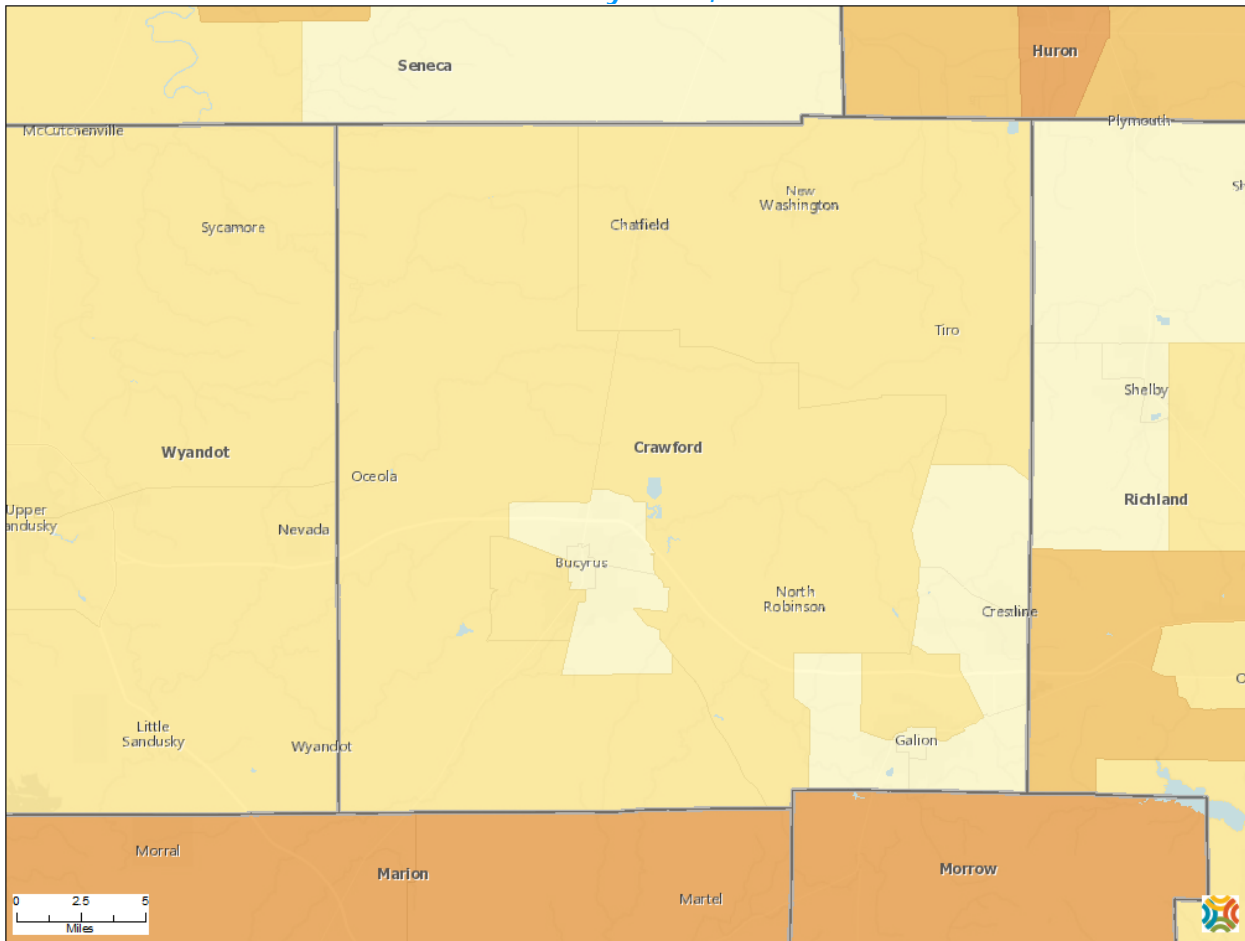 Seneca
Huron
McCutchenville
Plymouth
Sh
New
Washington
Sycamore
Chatfield
Tiro
Shelby
Wyandot
Crawford
Oceola
Richland
Upper
andusky
Nevada
Bucyrus
North
Robinson
Crestline
Little
Sandusky
Wyandot
Galion
Morral
Marion
Morrow
Martel
0 2.5 5
Miles